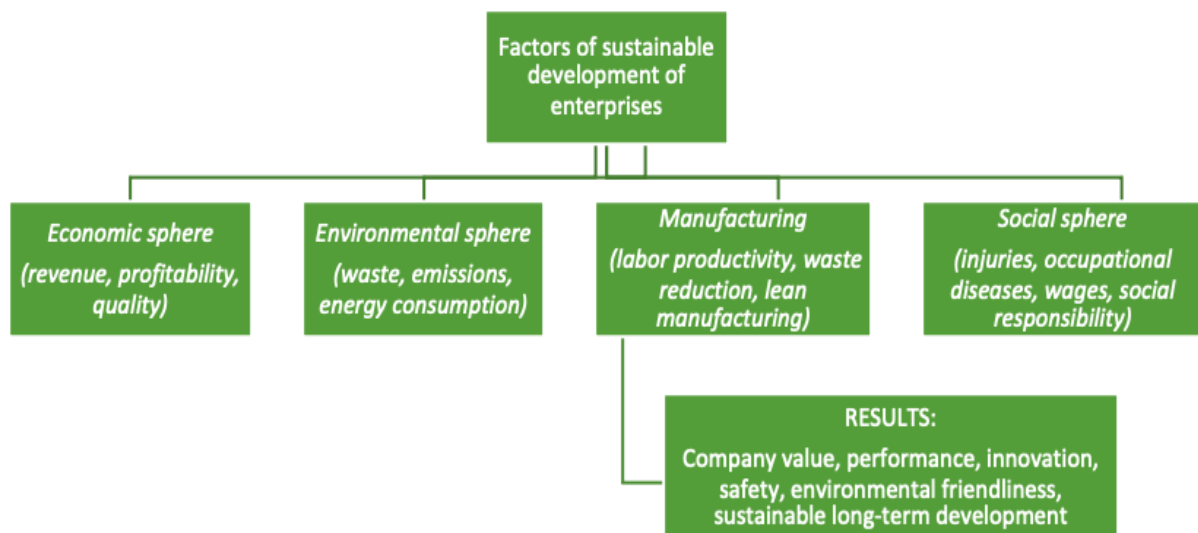 Factors of sustainable
development of
enterprises
Economic sphere
(revenue, profitability,
quality)
Environmental sphere
(waste, emissions,
energy consumption)
Manufacturing
(labor productivity, waste
reduction, lean
manufacturing)
Social sphere
(injuries, occupational
diseases, wages, social
responsibility)
RESULTS:
Company value, performance, innovation,
safety, environmental friendliness,
sustainable long-term development